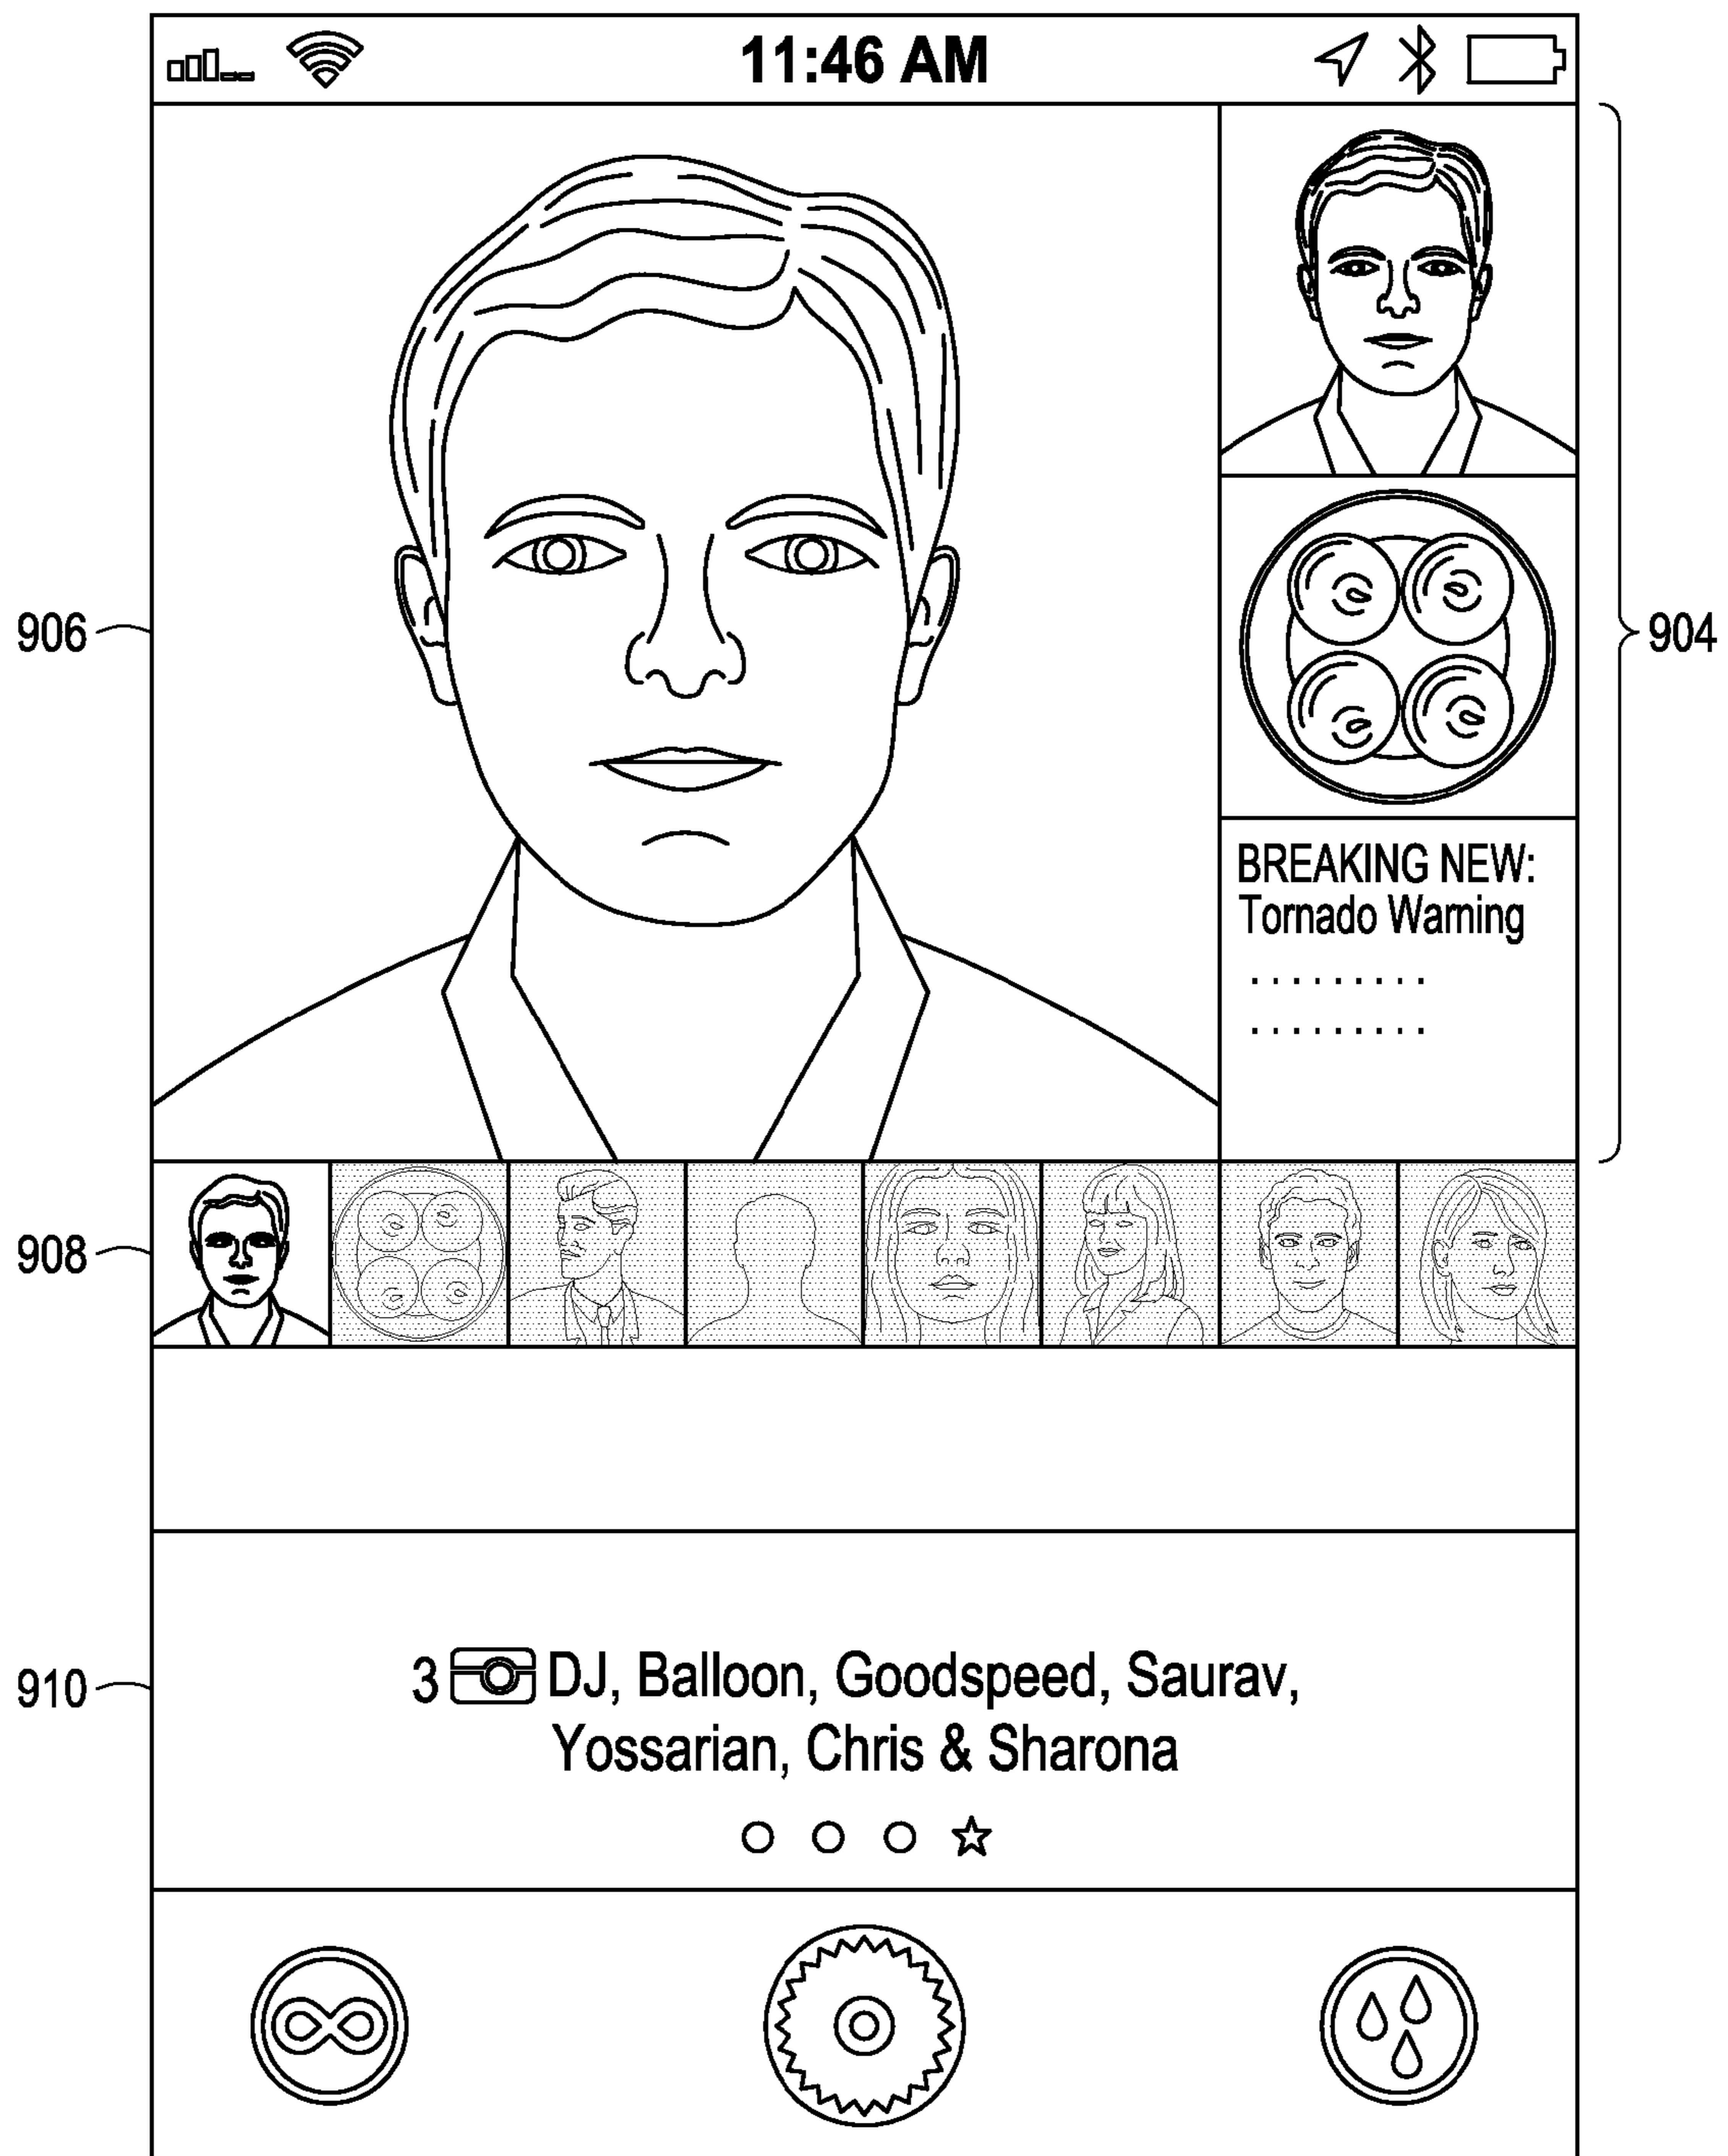 11:46 AM
906
904
BREAKING NEW:
Tornado Warning
908
910
3 DJ, Balloon, Goodspeed, Saurav,
Yossarian, Chris & Sharona